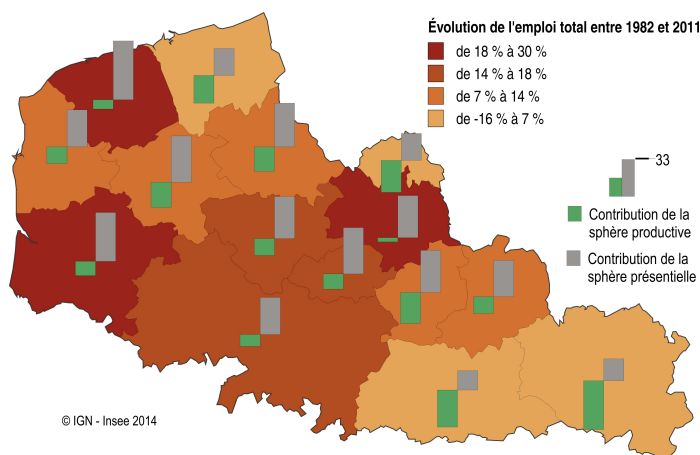 Évolution de l'emploi total entre 1982 et 2011
de 18 % à 30 %
de 14 % à 18 %
de 7 % à 14 %
de -16 % à 7 %
33
Contribution de la
sphère productive
Contribution de la
sphère présentielle
© IGN - Insee 2014